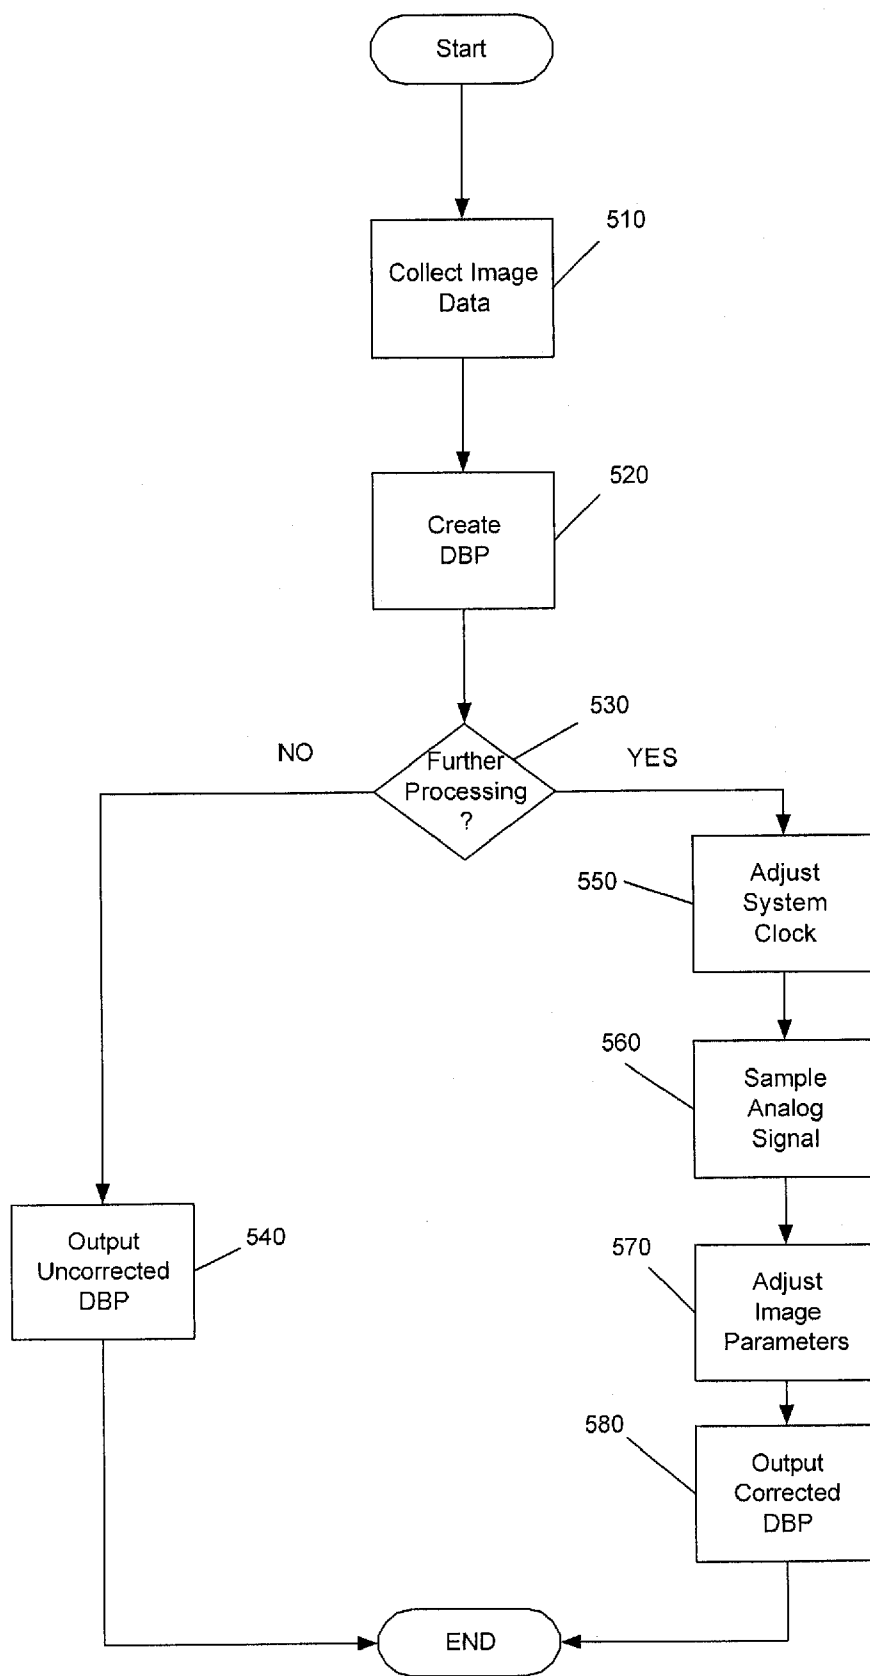 Start
510
Collect Image
Data
520
Create
DBP
530
NO
Further
Processing
?
YES
550
Adjust
System
Clock
560
Sample
Analog
Signal
540
Output
Uncorrected
DBP
570
Adjust
Image
Parameters
580
Output
Corrected
DBP
END